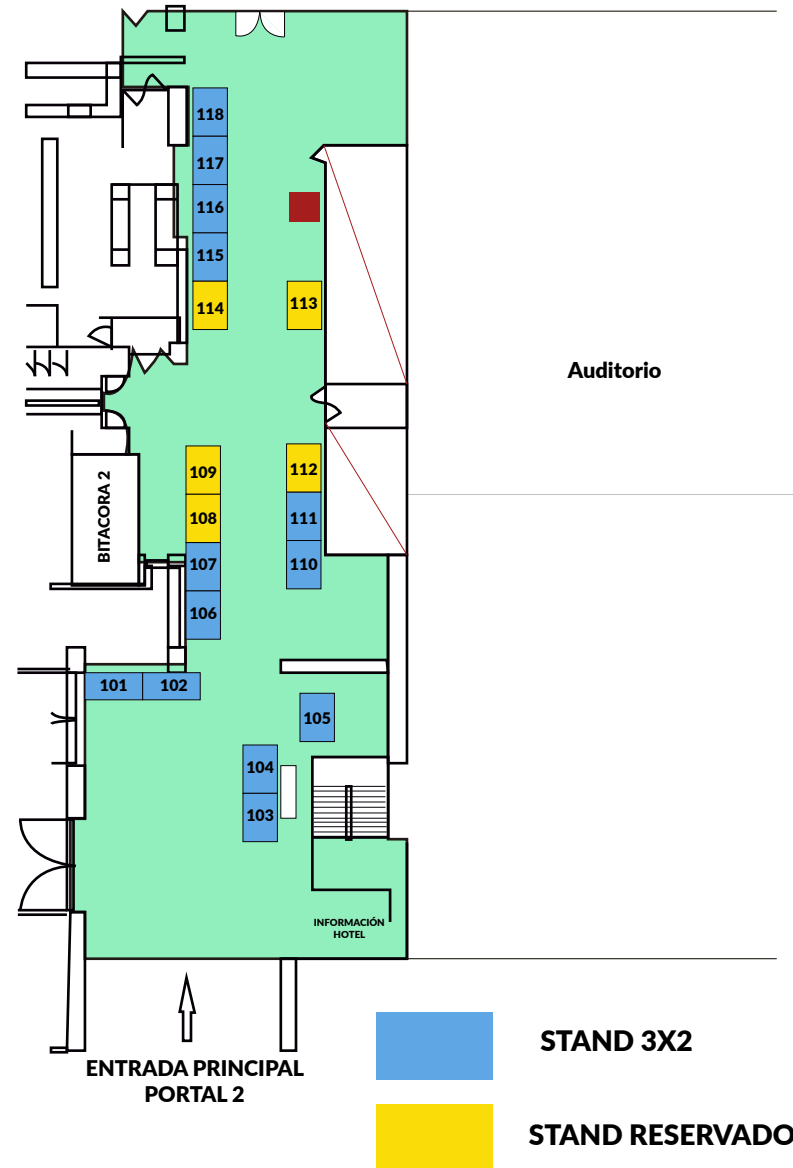 118
117
116
115
114
113
Auditorio
109
112
108
111
107
110
106
BITACORA 2
101
102
105
104
103
INFORMACIÓN
HOTEL
ENTRADA PRINCIPAL
PORTAL 2
STAND 3X2
STAND RESERVADO